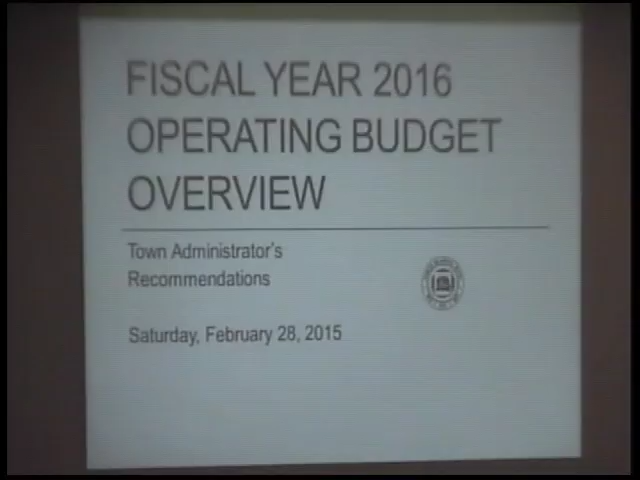 FISCAL YEAR 2016
OPERATING BUDGET
OVERVIEW
Town Administrator's
Recommendations
Saturday, February 28, 2015